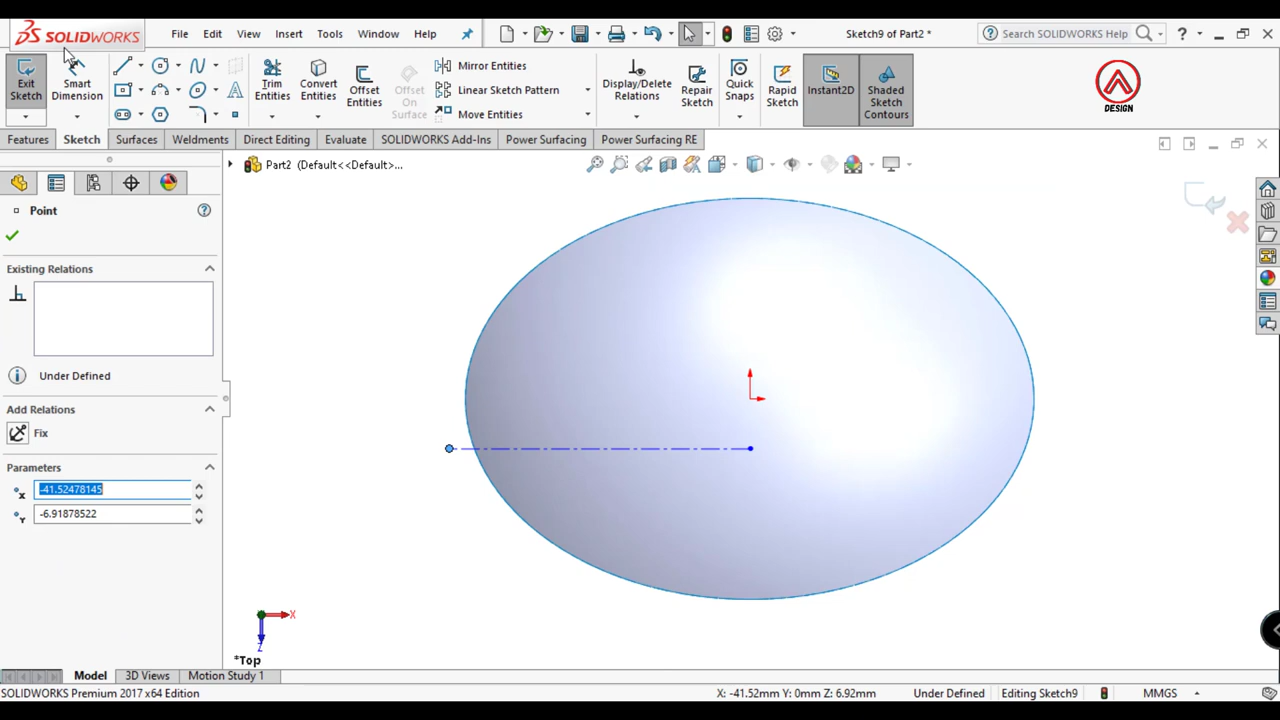 SOLIDWORKS
File Edit View Insert Tools Window Help
Sketch9 of Part2 *
Search SOLIDWORKS Help
Exit Sketch
Smart Dimension
Trim Entities
Convert Entities
Offset Entities
Offset On Surface
Mirror Entities
Linear Sketch Pattern
Move Entities
Display/Delete Relations
Repair Sketch
Quick Snaps
Rapid Sketch
Instant2D
Shaded Sketch Contours
DESIGN
Features Sketch Surfaces Weldments Direct Editing Evaluate SOLIDWORKS Add-Ins Power Surfacing Power Surfacing RE
Part2 (Default<<Default>...
Point
Existing Relations
Under Defined
Add Relations
Fix
Parameters
X -41.52478145
Y -6.91878522
X
Z
*Top
Model 3D Views Motion Study 1
SOLIDWORKS Premium 2017 x64 Edition
X: -41.52mm Y: 0mm Z: 6.92mm
Under Defined
Editing Sketch9
MMGS